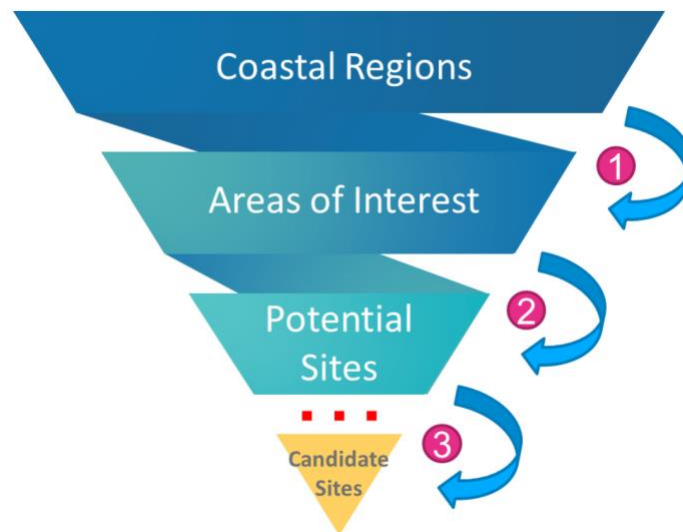 Coastal Regions
1
Areas of Interest
2
Potential
Sites
3
Candidate
Sites